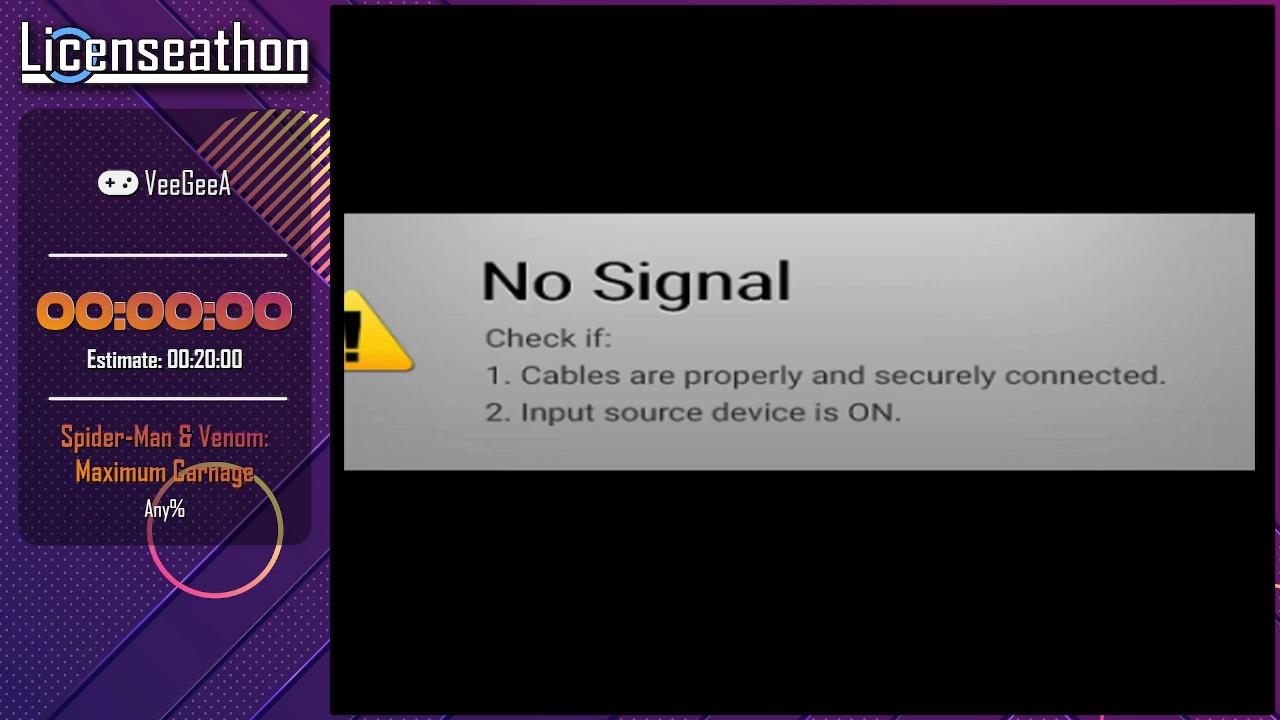 Licenseathon
VeeGeeA
00:00:00
Estimate: 00:20:00
Spider-Man & Venom:
Maximum Carnage
Any%
No Signal
Check if:
1. Cables are properly and securely connected.
2. Input source device is ON.